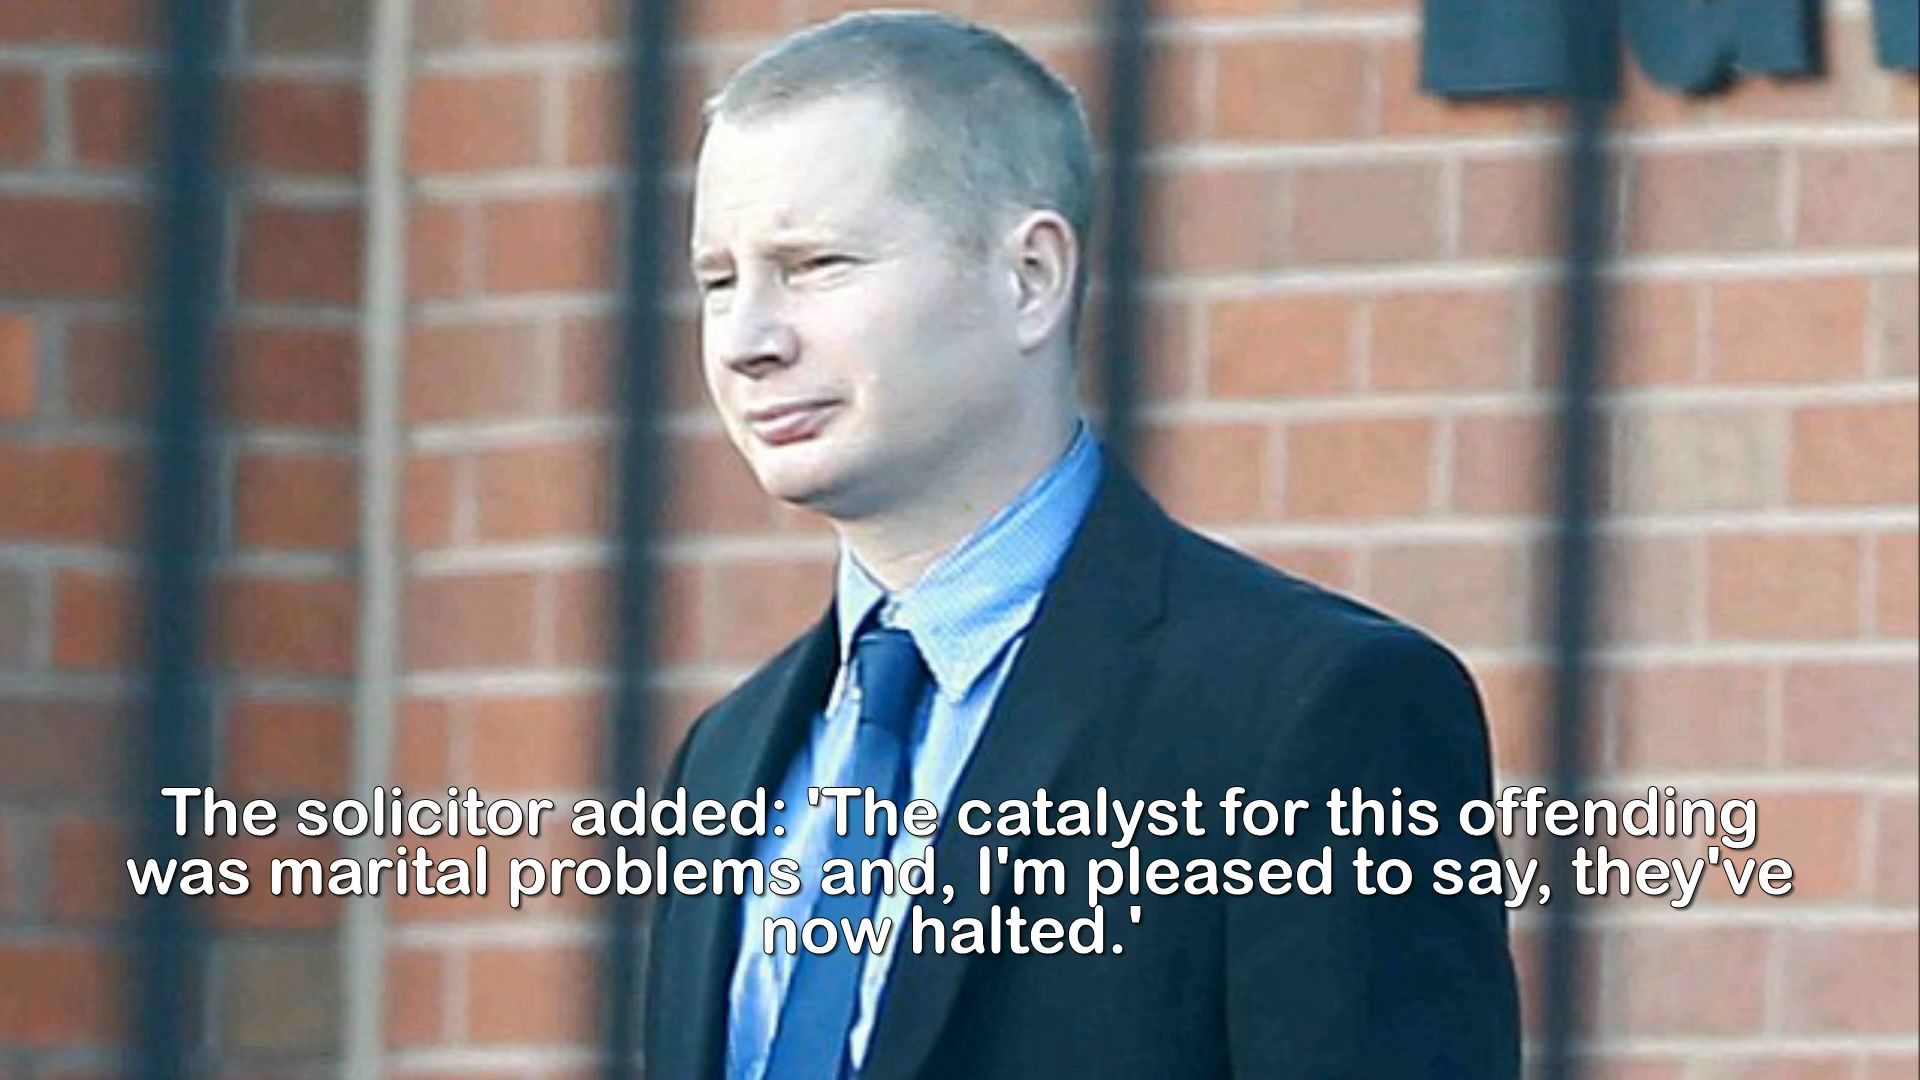 The solicitor added: 'The catalyst for this offending
was marital problems and, I'm pleased to say, they've
now halted.'